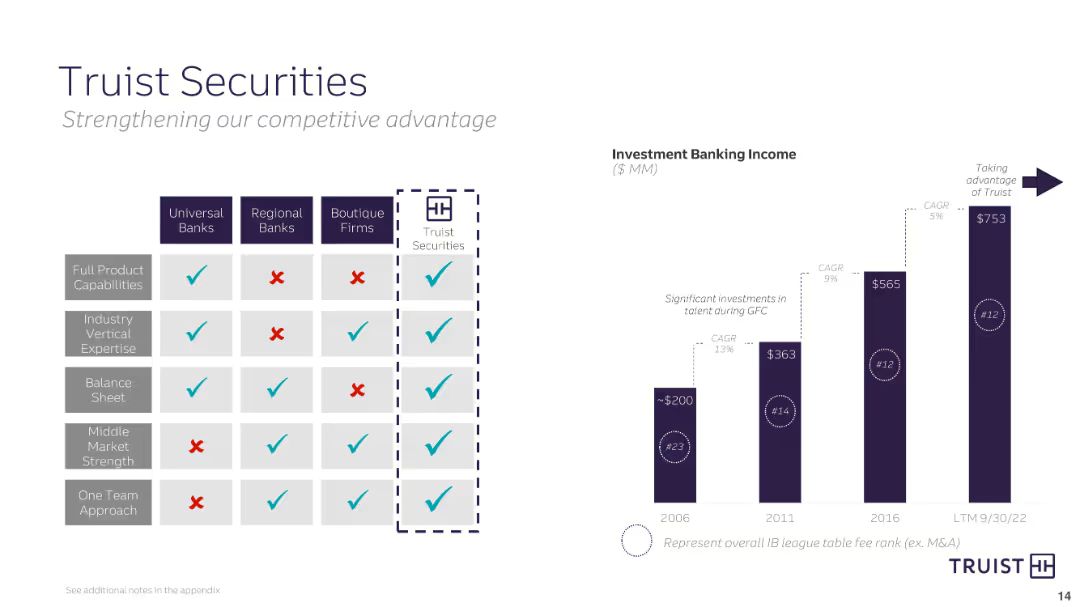 Truist Securities
Strengthening our competitive advantage
Universal
Banks
Regional
Banks
Boutique
Firms
Truist
Securities
Full Product
Capabilities
Industry
Vertical
Expertise
Balance
Sheet
Middle
Market
Strength
One Team
Approach
Investment Banking Income
($ MM)
Taking
advantage
of Truist
CAGR
5%
$753
CAGR
9%
$565
Significant investments in
talent during GFC
CAGR
13%
$363
~$200
#23
#14
#12
#12
2006
2011
2016
LTM 9/30/22
Represent overall IB league table fee rank (ex. M&A)
TRUIST
See additional notes in the appendix
14